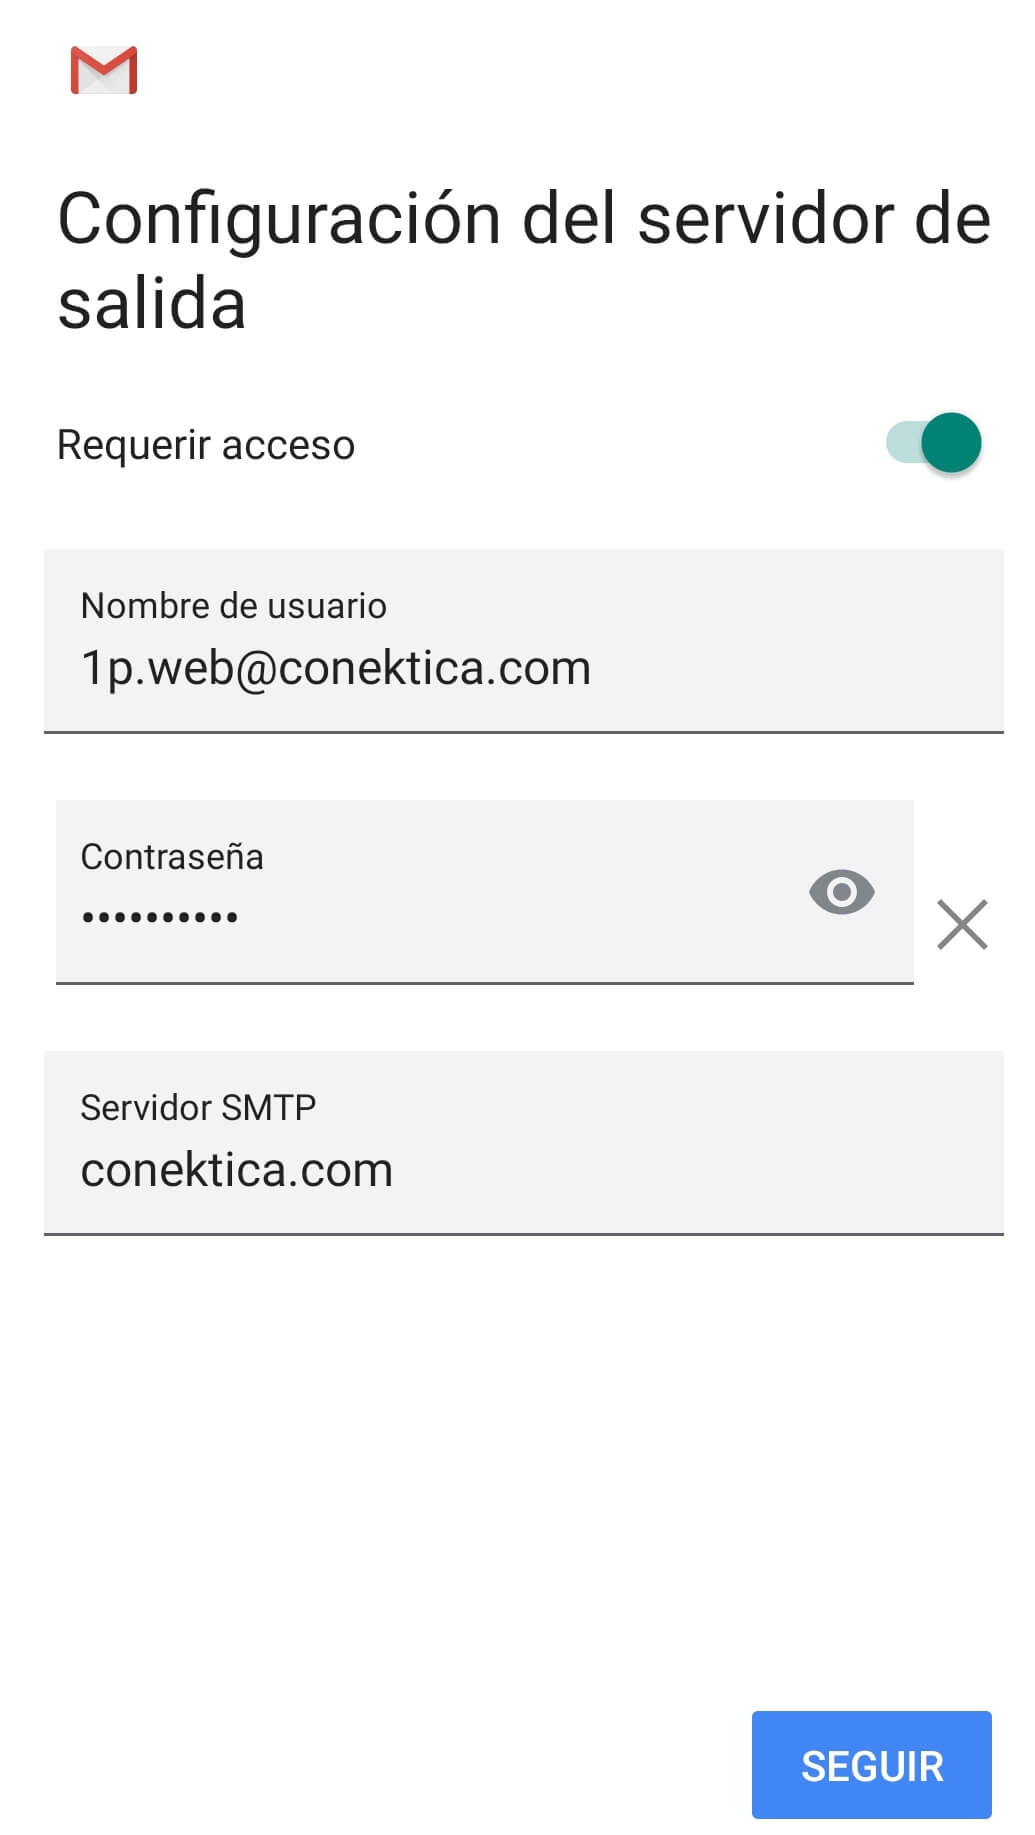 Configuración del servidor de
salida
Requerir acceso
Nombre de usuario
1p.web@conektica.com
Contraseña
••••••••••
Servidor SMTP
conektica.com
SEGUIR